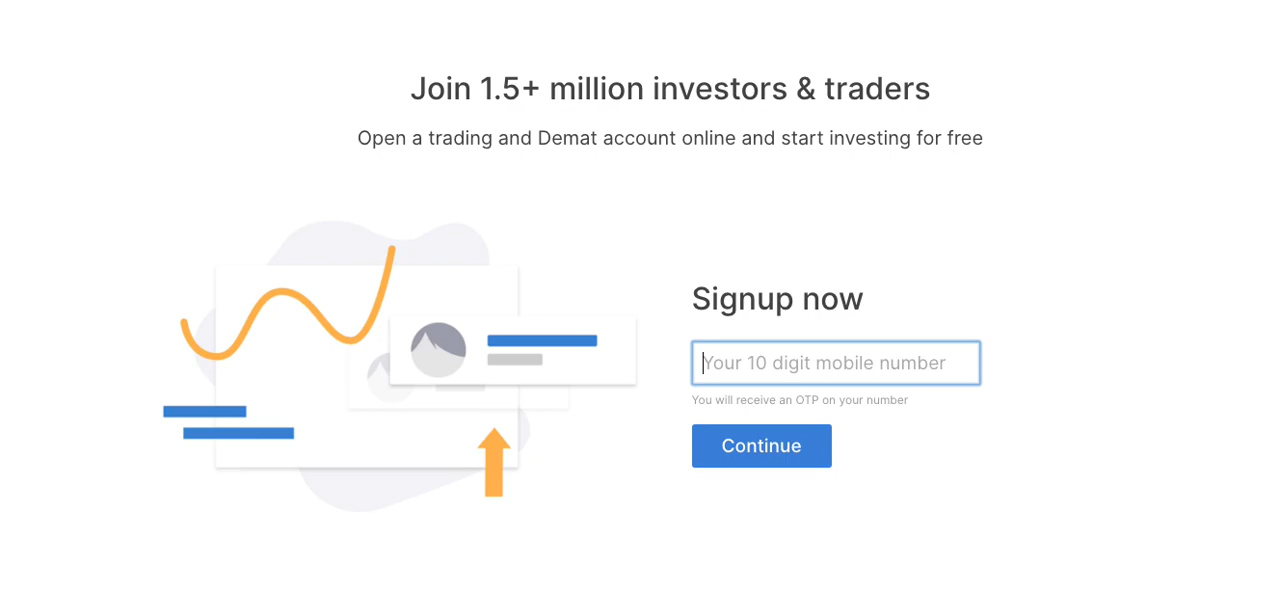 Join 1.5+ million investors & traders
Open a trading and Demat account online and start investing for free
Signup now
Your 10 digit mobile number
You will receive an OTP on your number
Continue